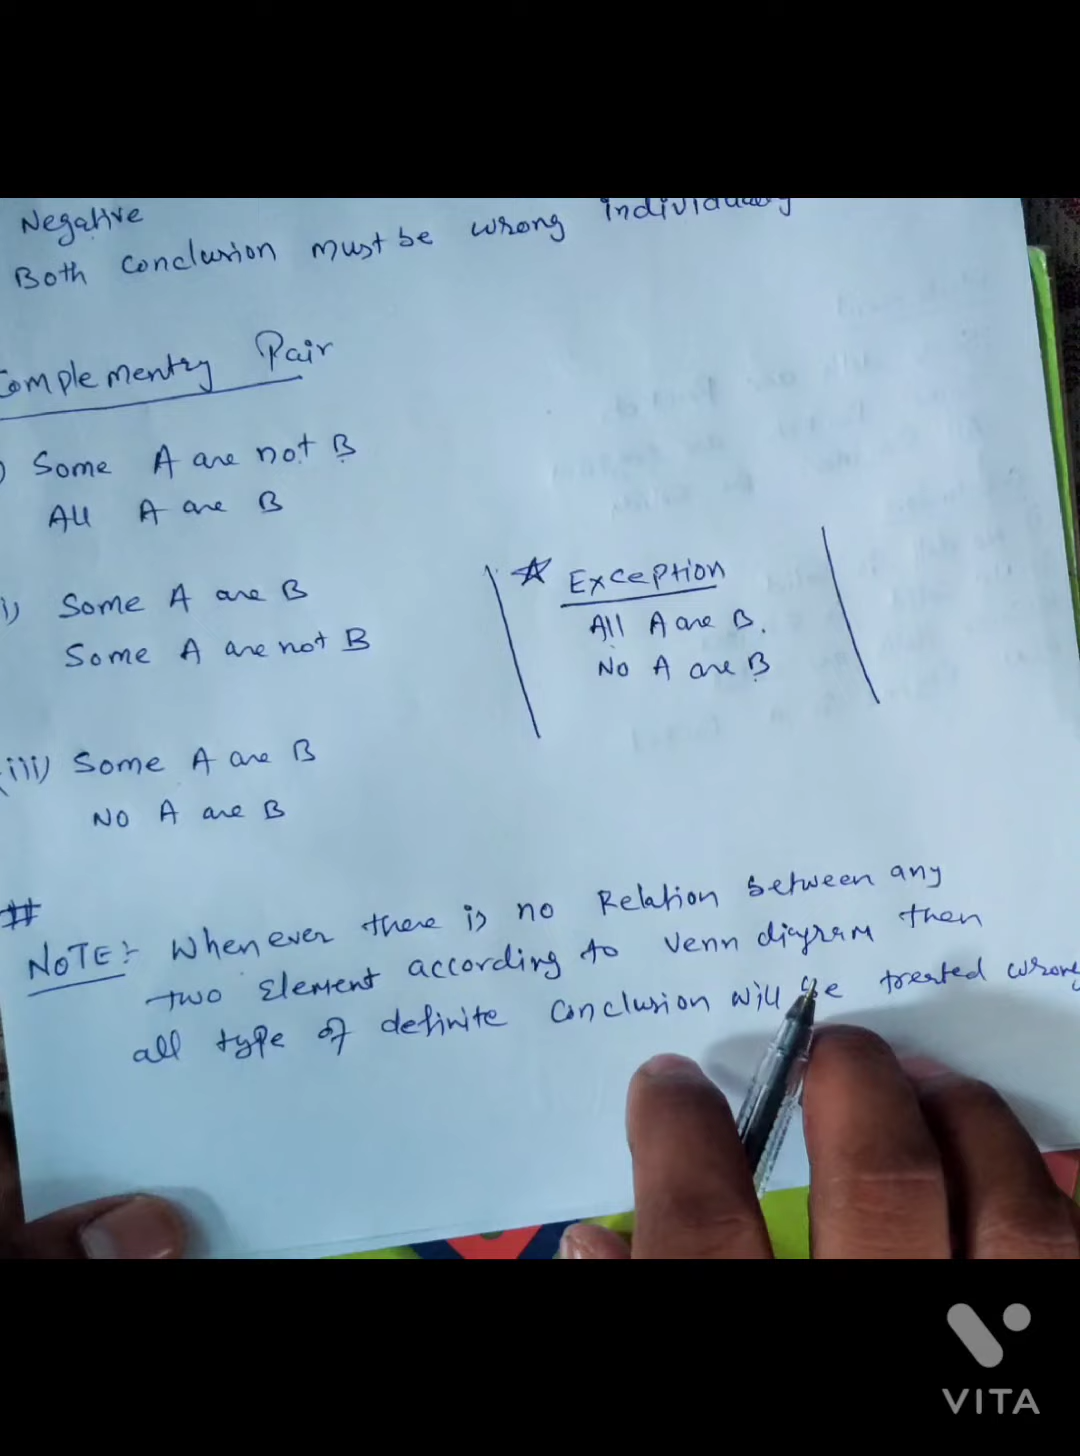 Negative
Both conclusion must be wrong individually
Complementry Pair
) Some A are not B
All A are B
i) Some A are B
Some A are not B
Exception
All A are B.
No A are B
(iii) Some A are B
NO A are B
#
NOTE:- Whenever there is no Relation between any
two Element according to venn diagram then
all type of definite conclusion will be treated wrong
VITA